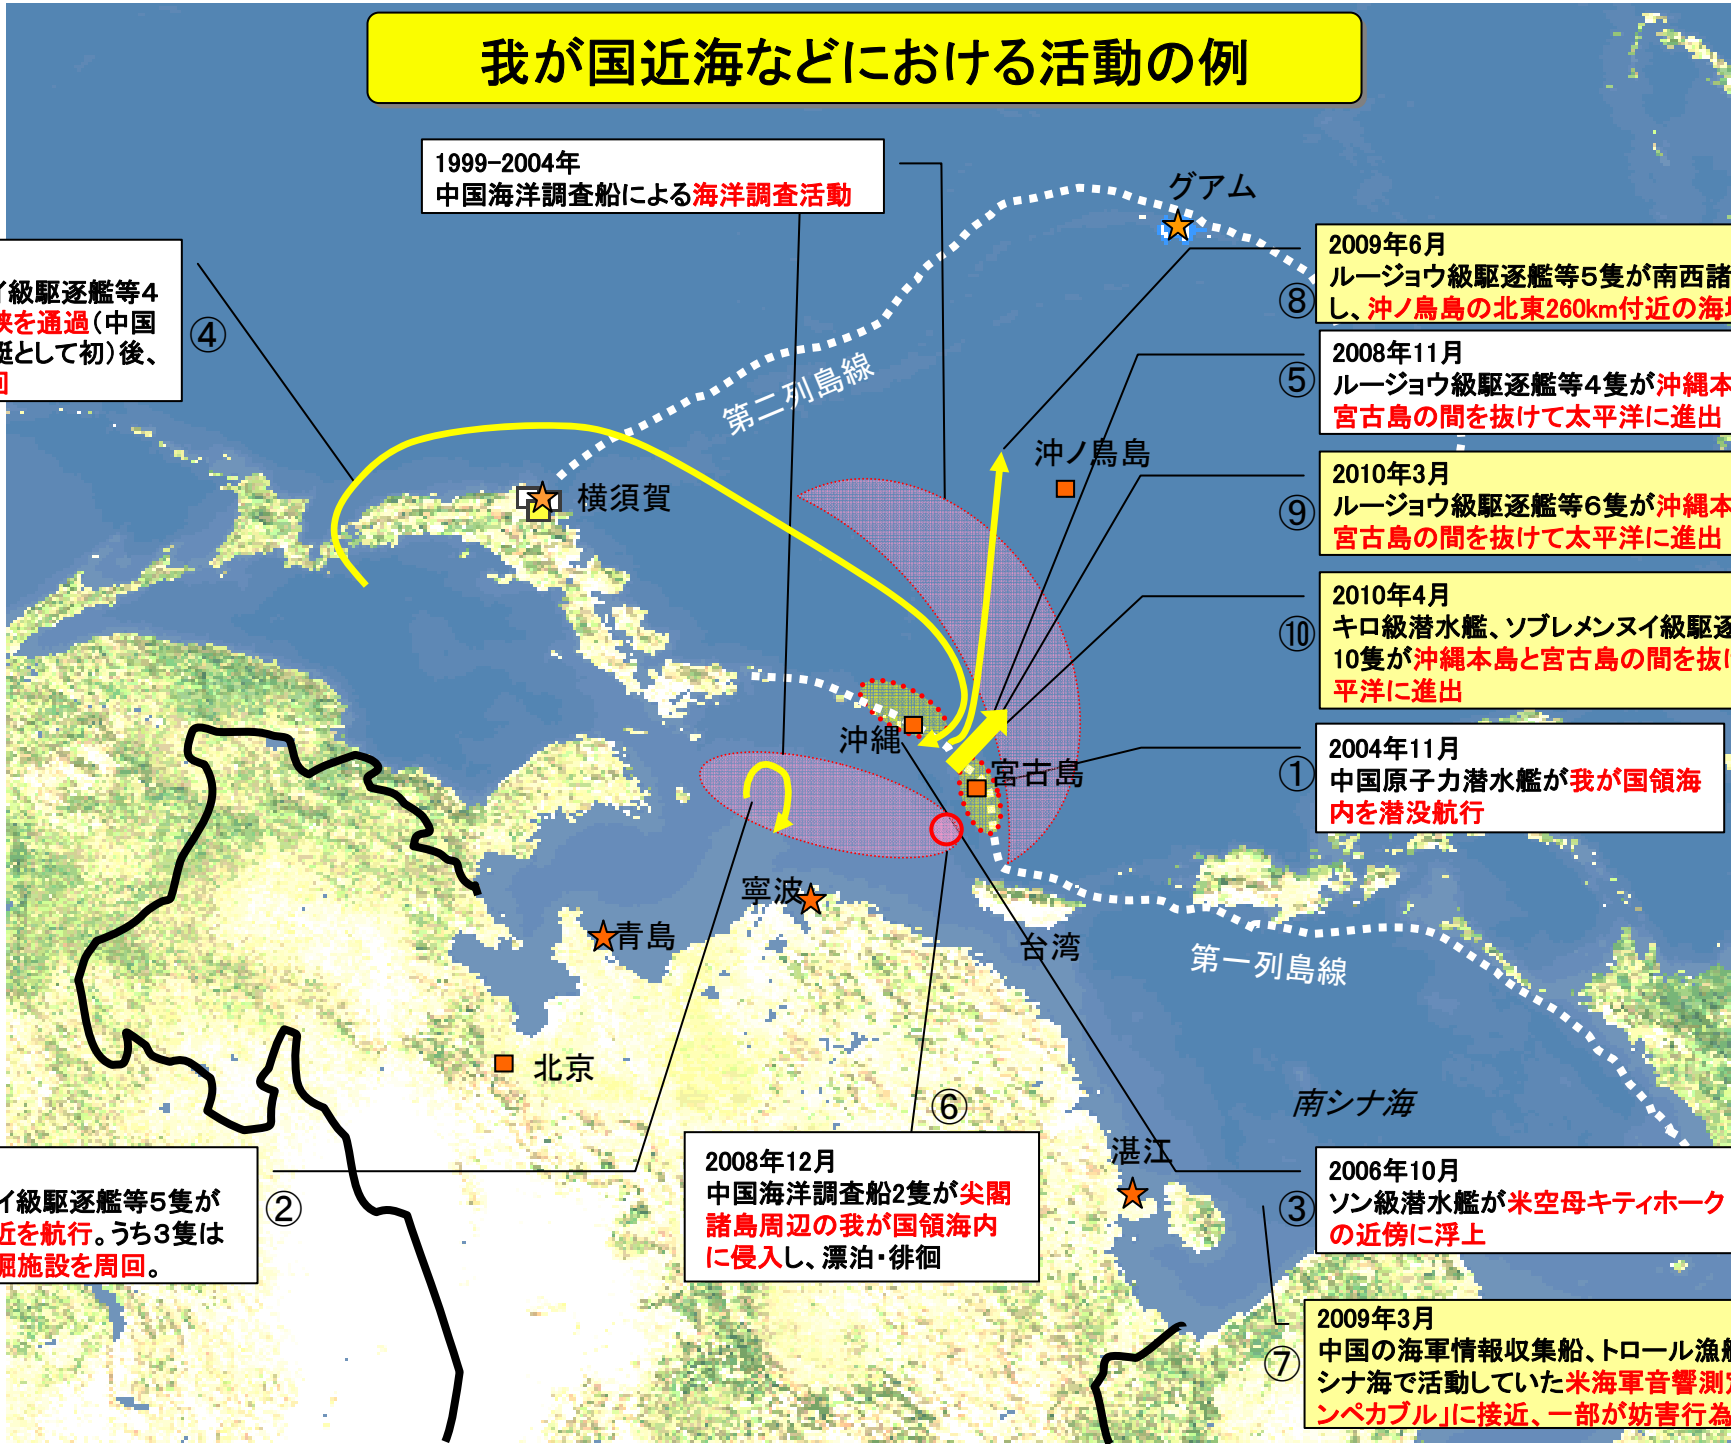 我が国近海などにおける活動の例
1999-2004年
中国海洋調査船による海洋調査活動
グアム
2009年6月
ルージョウ級駆逐艦等5隻が南西諸
し、沖ノ鳥島の北東260km付近の海
⑧
イ級駆逐艦等4
峡を通過(中国
艇として初)後、
回
④
2008年11月
ルージョウ級駆逐艦等4隻が沖縄本
宮古島の間を抜けて太平洋に進出
⑤
第二列島線
沖ノ鳥島
2010年3月
ルージョウ級駆逐艦等6隻が沖縄本
宮古島の間を抜けて太平洋に進出
⑨
横須賀
2010年4月
キロ級潜水艦、ソブレメンヌイ級駆逐
10隻が沖縄本島と宮古島の間を抜け
平洋に進出
⑩
沖縄
宮古島
2004年11月
中国原子力潜水艦が我が国領海
内を潜没航行
①
寧波
青島
台湾
第一列島線
北京
南シナ海
⑥
2008年12月
中国海洋調査船2隻が尖閣
諸島周辺の我が国領海内
に侵入し、漂泊・徘徊
湛江
イ級駆逐艦等5隻が
近を航行。うち3隻は
掘施設を周回。
②
2006年10月
ソン級潜水艦が米空母キティホーク
の近傍に浮上
③
2009年3月
中国の海軍情報収集船、トロール漁船
シナ海で活動していた米海軍音響測定
ンペカブル」に接近、一部が妨害行為
⑦